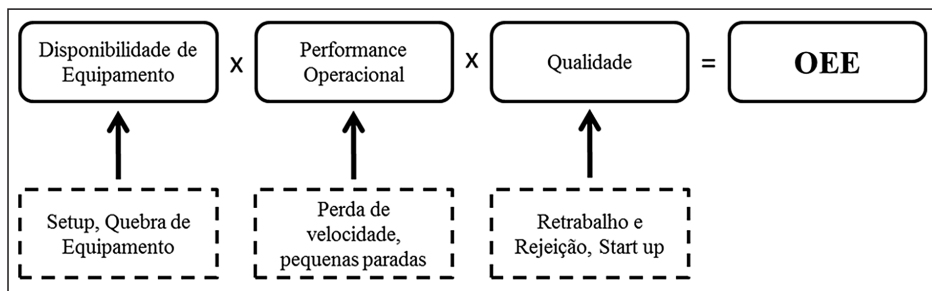 Disponibilidade de
Equipamento
x
Performance
Operacional
x
Qualidade
=
OEE
Setup, Quebra de
Equipamento
Perda de
velocidade,
pequenas paradas
Retrabalho e
Rejeição, Start up